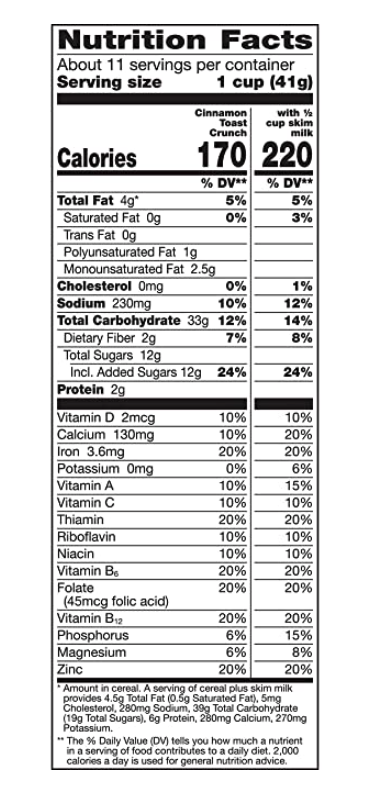 Nutrition Facts
About 11 servings per container
Serving size 1 cup (41g)
Cinnamon Toast Crunch with ½ cup skim milk
Calories 170 220
% DV** % DV**
Total Fat 4g* 5% 5%
Saturated Fat 0g 0% 3%
Trans Fat 0g
Polyunsaturated Fat 1g
Monounsaturated Fat 2.5g
Cholesterol 0mg 0% 1%
Sodium 230mg 10% 12%
Total Carbohydrate 33g 12% 14%
Dietary Fiber 2g 7% 8%
Total Sugars 12g
Incl. Added Sugars 12g 24% 24%
Protein 2g
Vitamin D 2mcg 10% 10%
Calcium 130mg 10% 20%
Iron 3.6mg 20% 20%
Potassium 0mg 0% 6%
Vitamin A 10% 15%
Vitamin C 10% 10%
Thiamin 20% 20%
Riboflavin 10% 10%
Niacin 10% 10%
Vitamin B₆ 20% 20%
Folate 20% 20%
(45mcg folic acid)
Vitamin B₁₂ 20% 20%
Phosphorus 6% 15%
Magnesium 6% 8%
Zinc 20% 20%
* Amount in cereal. A serving of cereal plus skim milk
provides 4.5g Total Fat (0.5g Saturated Fat), 5mg
Cholesterol, 280mg Sodium, 39g Total Carbohydrate
(19g Total Sugars), 6g Protein, 280mg Calcium, 270mg
Potassium.
** The % Daily Value (DV) tells you how much a nutrient
in a serving of food contributes to a daily diet. 2,000
calories a day is used for general nutrition advice.